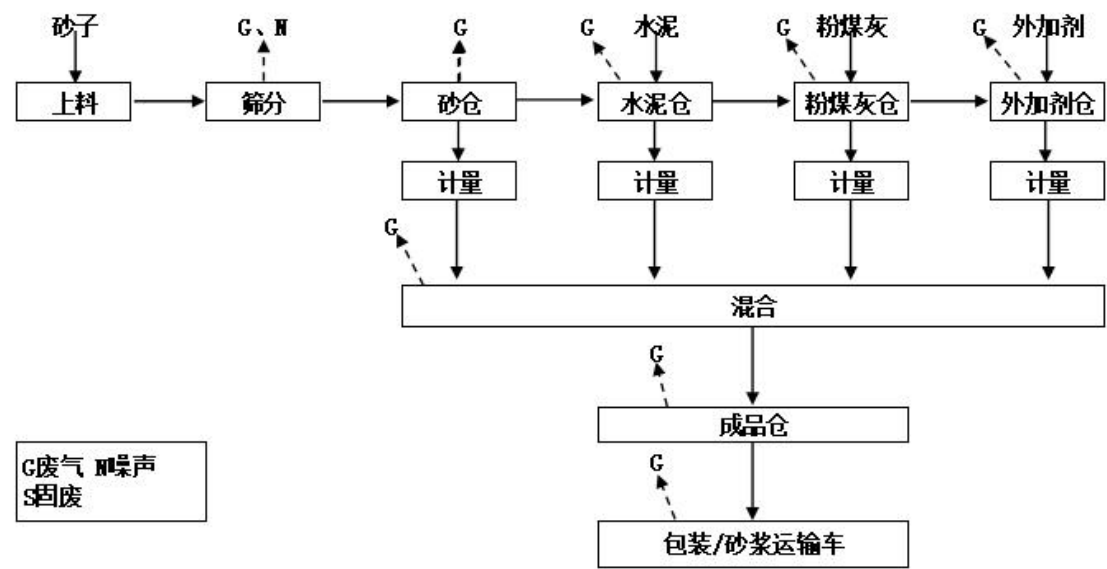 砂子
G、N
G
G
水泥
G
粉煤灰
G
外加剂
上料
筛分
砂仓
水泥仓
粉煤灰仓
外加剂仓
计量
计量
计量
计量
G
混合
G
成品仓
G
包装/砂浆运输车
G废气 N噪声
S固废